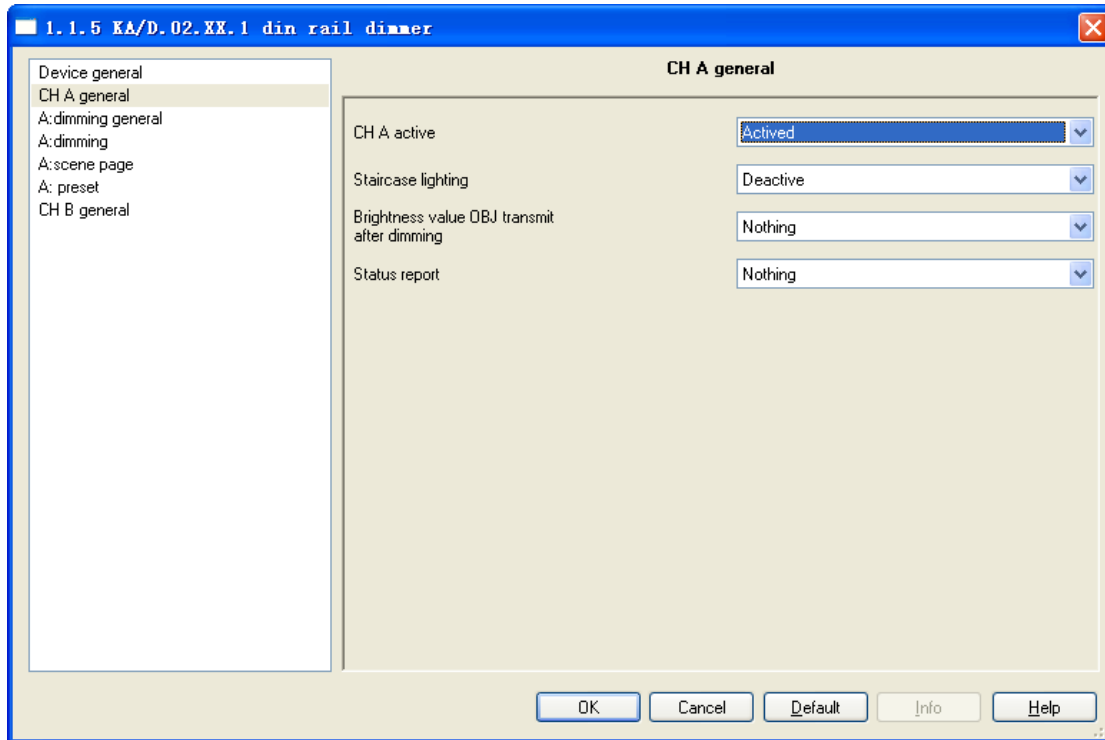 1.1.5 KA/D.02.XX.1 din rail dimmer
Device general
CH A general
A:dimming general
A:dimming
A:scene page
A: preset
CH B general
CH A general
CH A active
Actived
Staircase lighting
Deactive
Brightness value OBJ transmit
after dimming
Nothing
Status report
Nothing
OK
Cancel
Default
Info
Help